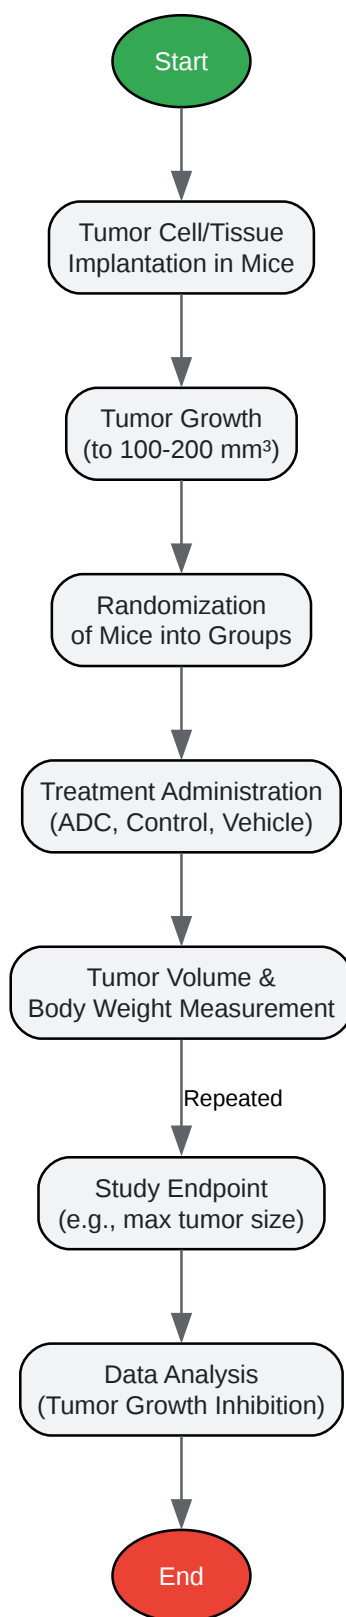 Start
Tumor Cell/Tissue
Implantation in Mice
Tumor Growth
(to 100-200 mm³)
Randomization
of Mice into Groups
Treatment Administration
(ADC, Control, Vehicle)
Tumor Volume &
Body Weight Measurement
Repeated
Study Endpoint
(e.g., max tumor size)
Data Analysis
(Tumor Growth Inhibition)
End